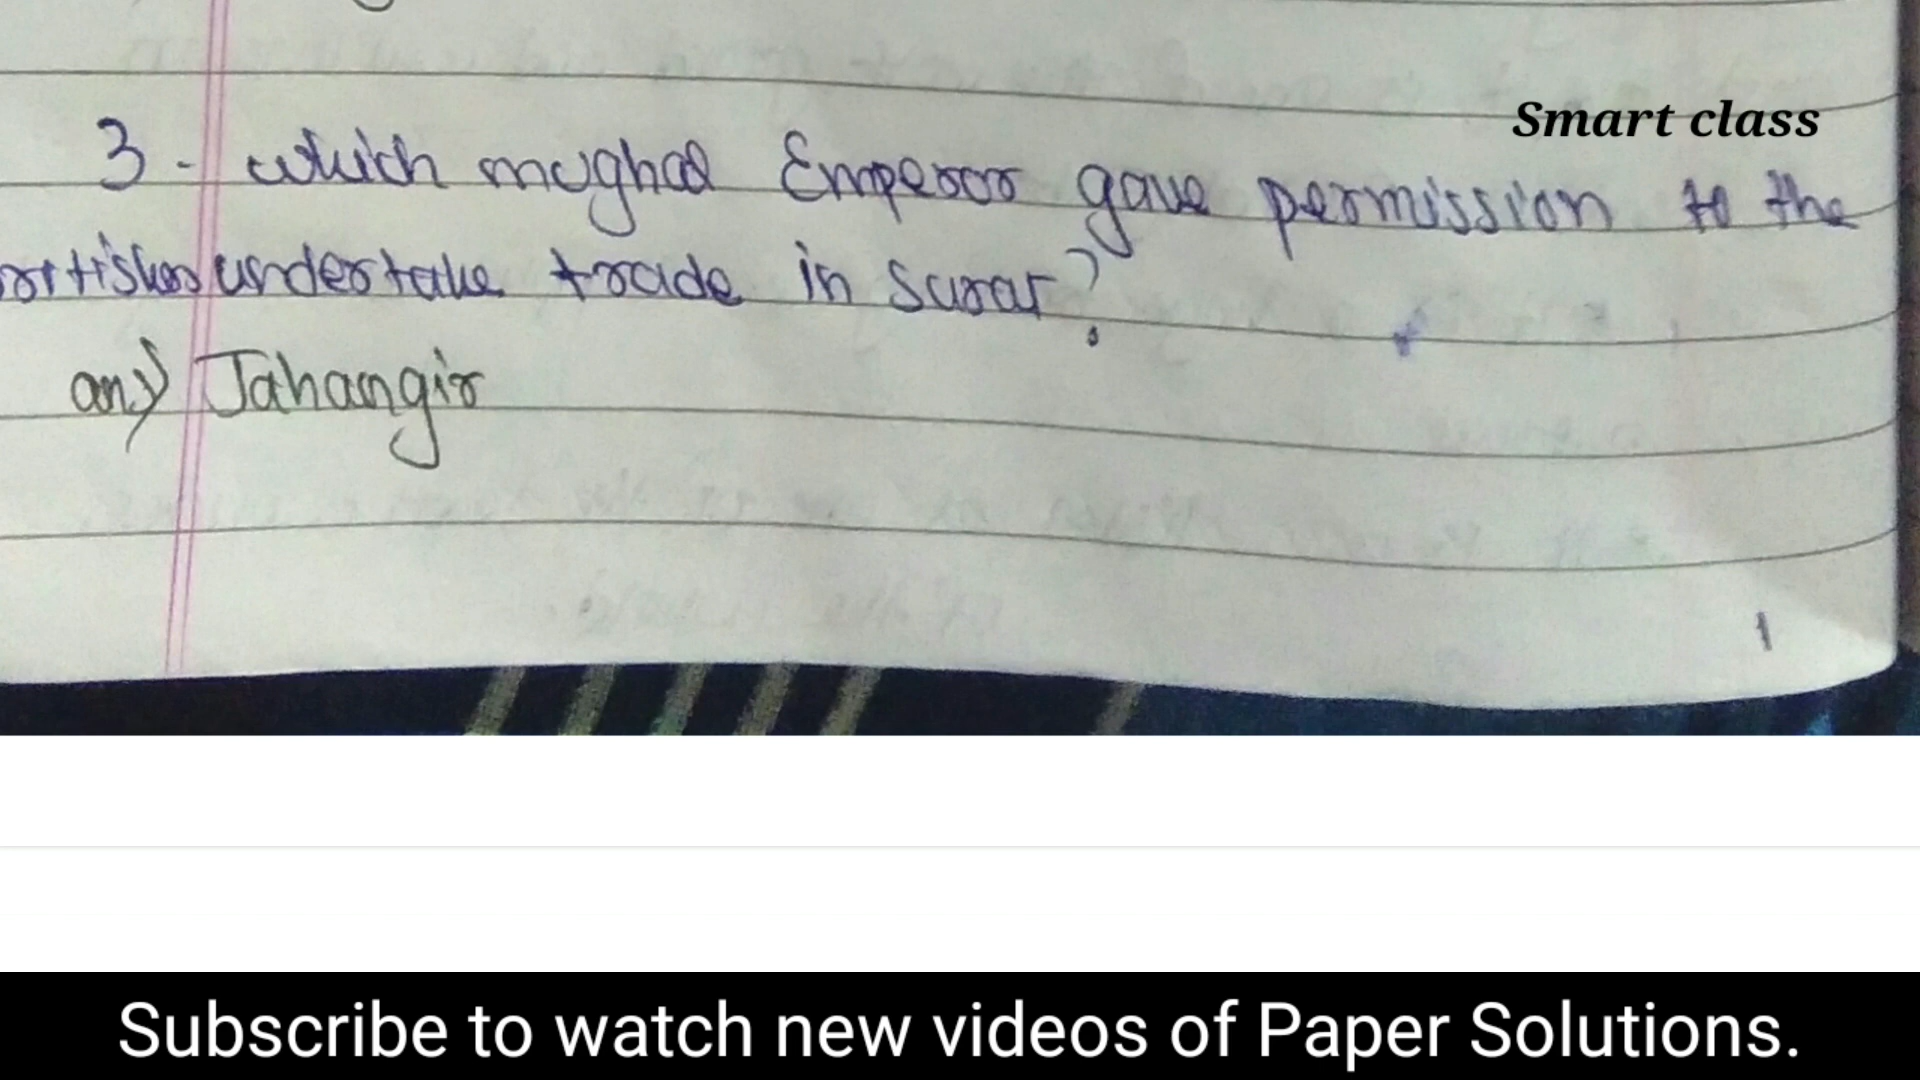 Smart class
3 - which mughal Emperor gave permission to the
undertake trade in Surat?
ans) Jahangir
1
Subscribe to watch new videos of Paper Solutions.